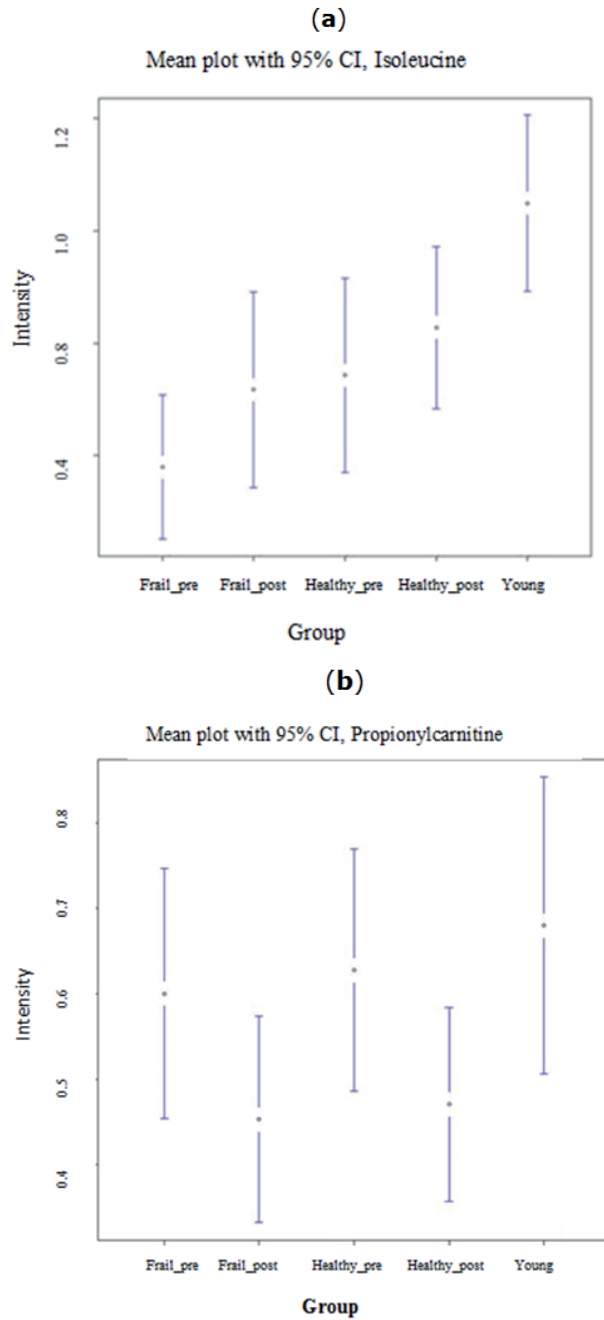 (a)
Mean plot with 95% CI, Isoleucine
1.2
1.0
0.8
0.4
Intensity
Frail_pre Frail_post Healthy_pre Healthy_post Young
Group
(b)
Mean plot with 95% CI, Propionylcarnitine
0.8
0.7
0.6
0.5
0.4
Intensity
Frail_pre Frail_post Healthy_pre Healthy_post Young
Group